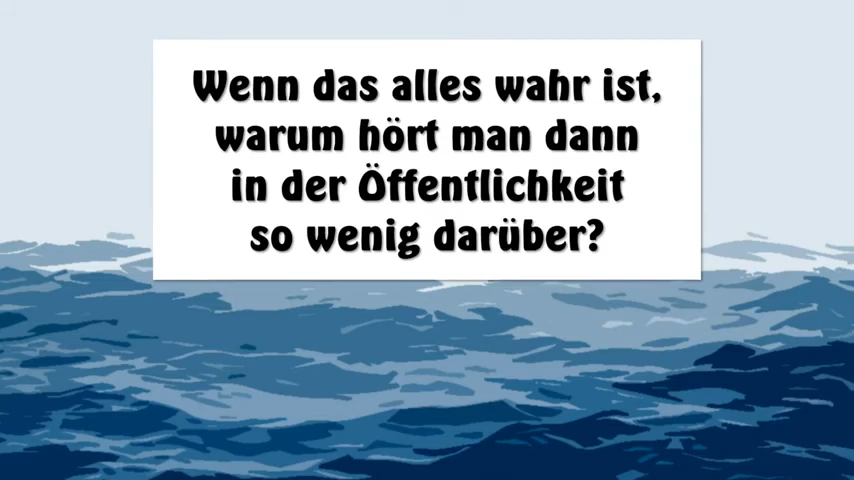 Wenn das alles wahr ist,
warum hört man dann
in der Öffentlichkeit
so wenig darüber?